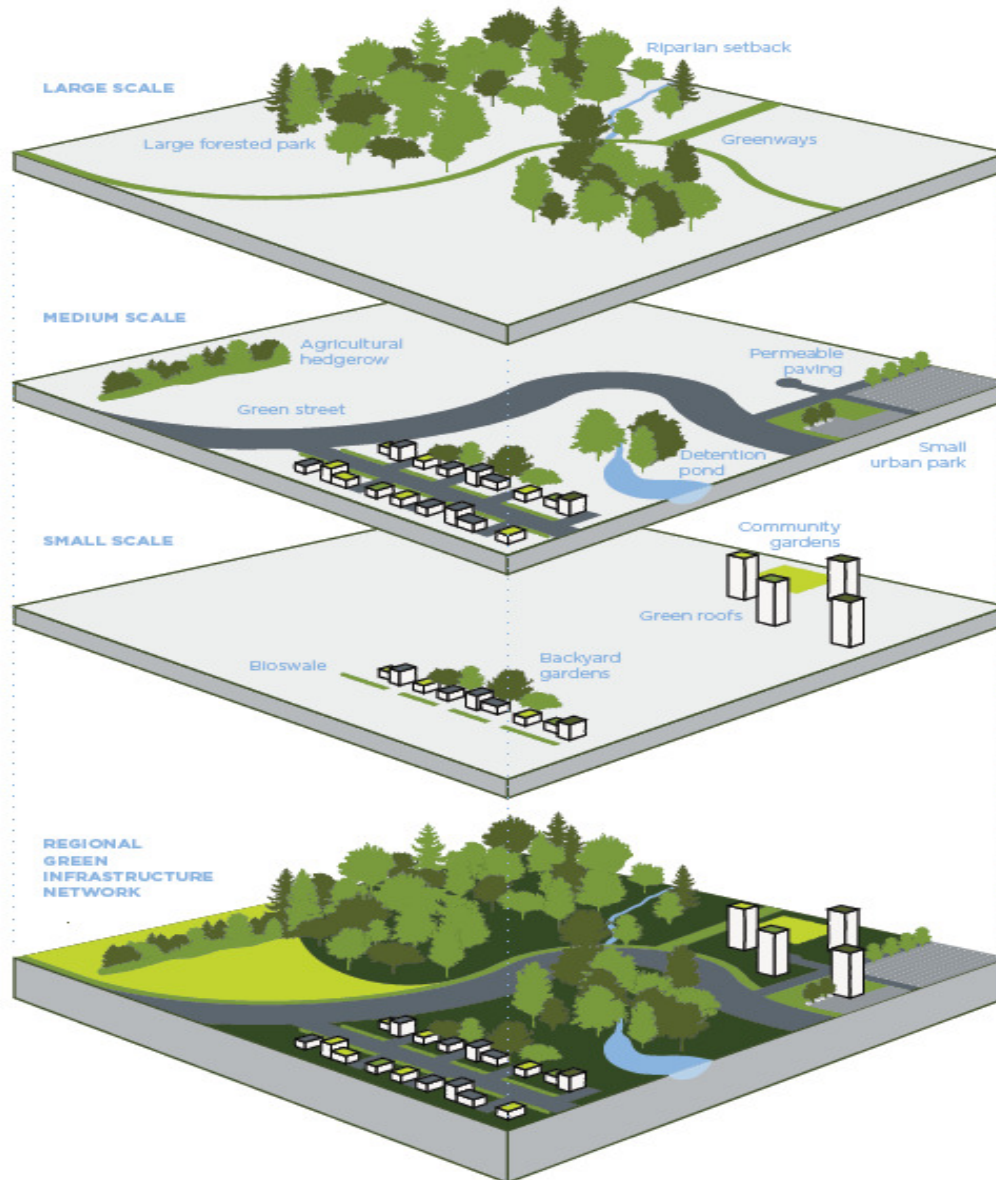 LARGE SCALE
Riparian setback
Large forested park
Greenways
MEDIUM SCALE
Agricultural
hedgerow
Permeable
paving
Green street
Detention
pond
Small
urban park
SMALL SCALE
Community
gardens
Green roofs
Bioswale
Backyard
gardens
REGIONAL
GREEN
INFRASTRUCTURE
NETWORK